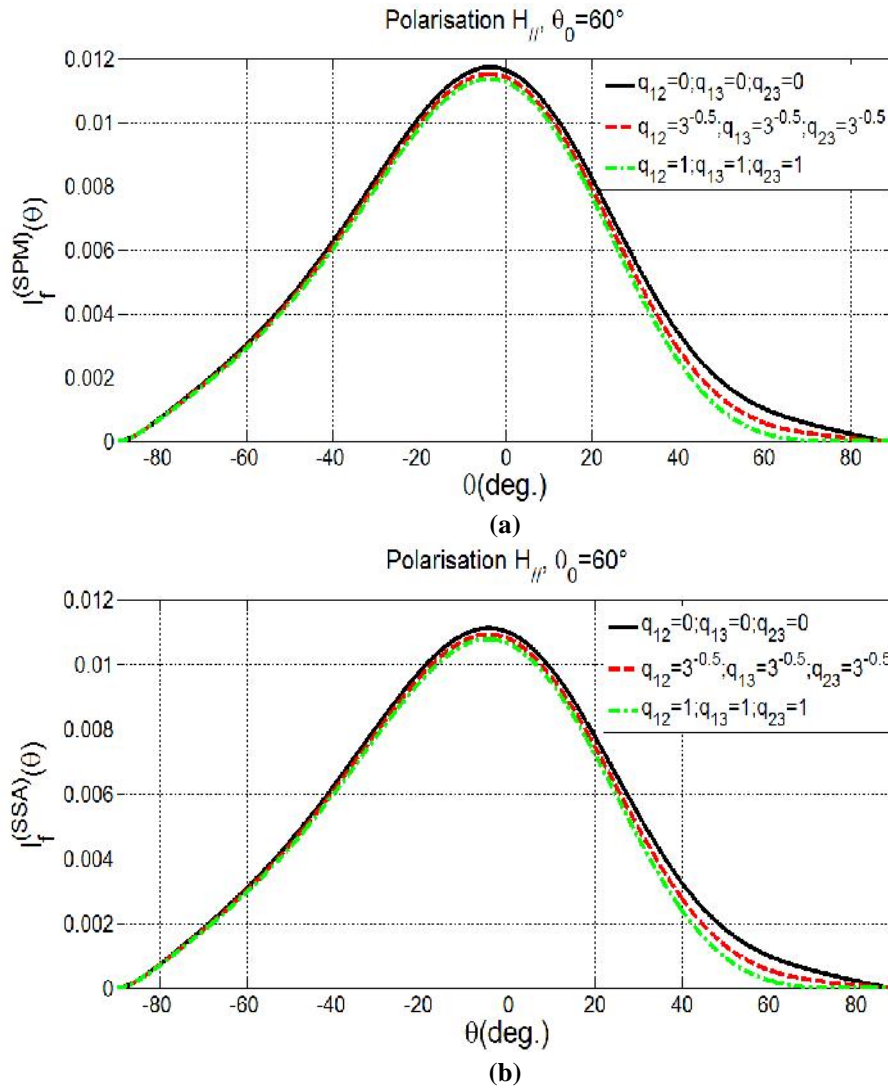 Polarisation H//, θ0=60°
0.012
0.01
0.008
0.006
0.004
0.002
0
If(SPM)(θ)
q12=0;q13=0;q23=0
q12=3-0.5,q13=3-0.5;q23=3-0.5
q12=1;q13=1;q23=1
-80 -60 -40 -20 0 20 40 60 80
θ(deg.)
(a)
Polarisation H//, θ0=60°
0.012
0.01
0.008
0.006
0.004
0.002
0
If(SSA)(θ)
q12=0;q13=0;q23=0
q12=3-0.5,q13=3-0.5,q23=3-0.5
q12=1;q13=1;q23=1
-80 -60 -40 -20 0 20 40 60 80
θ(deg.)
(b)